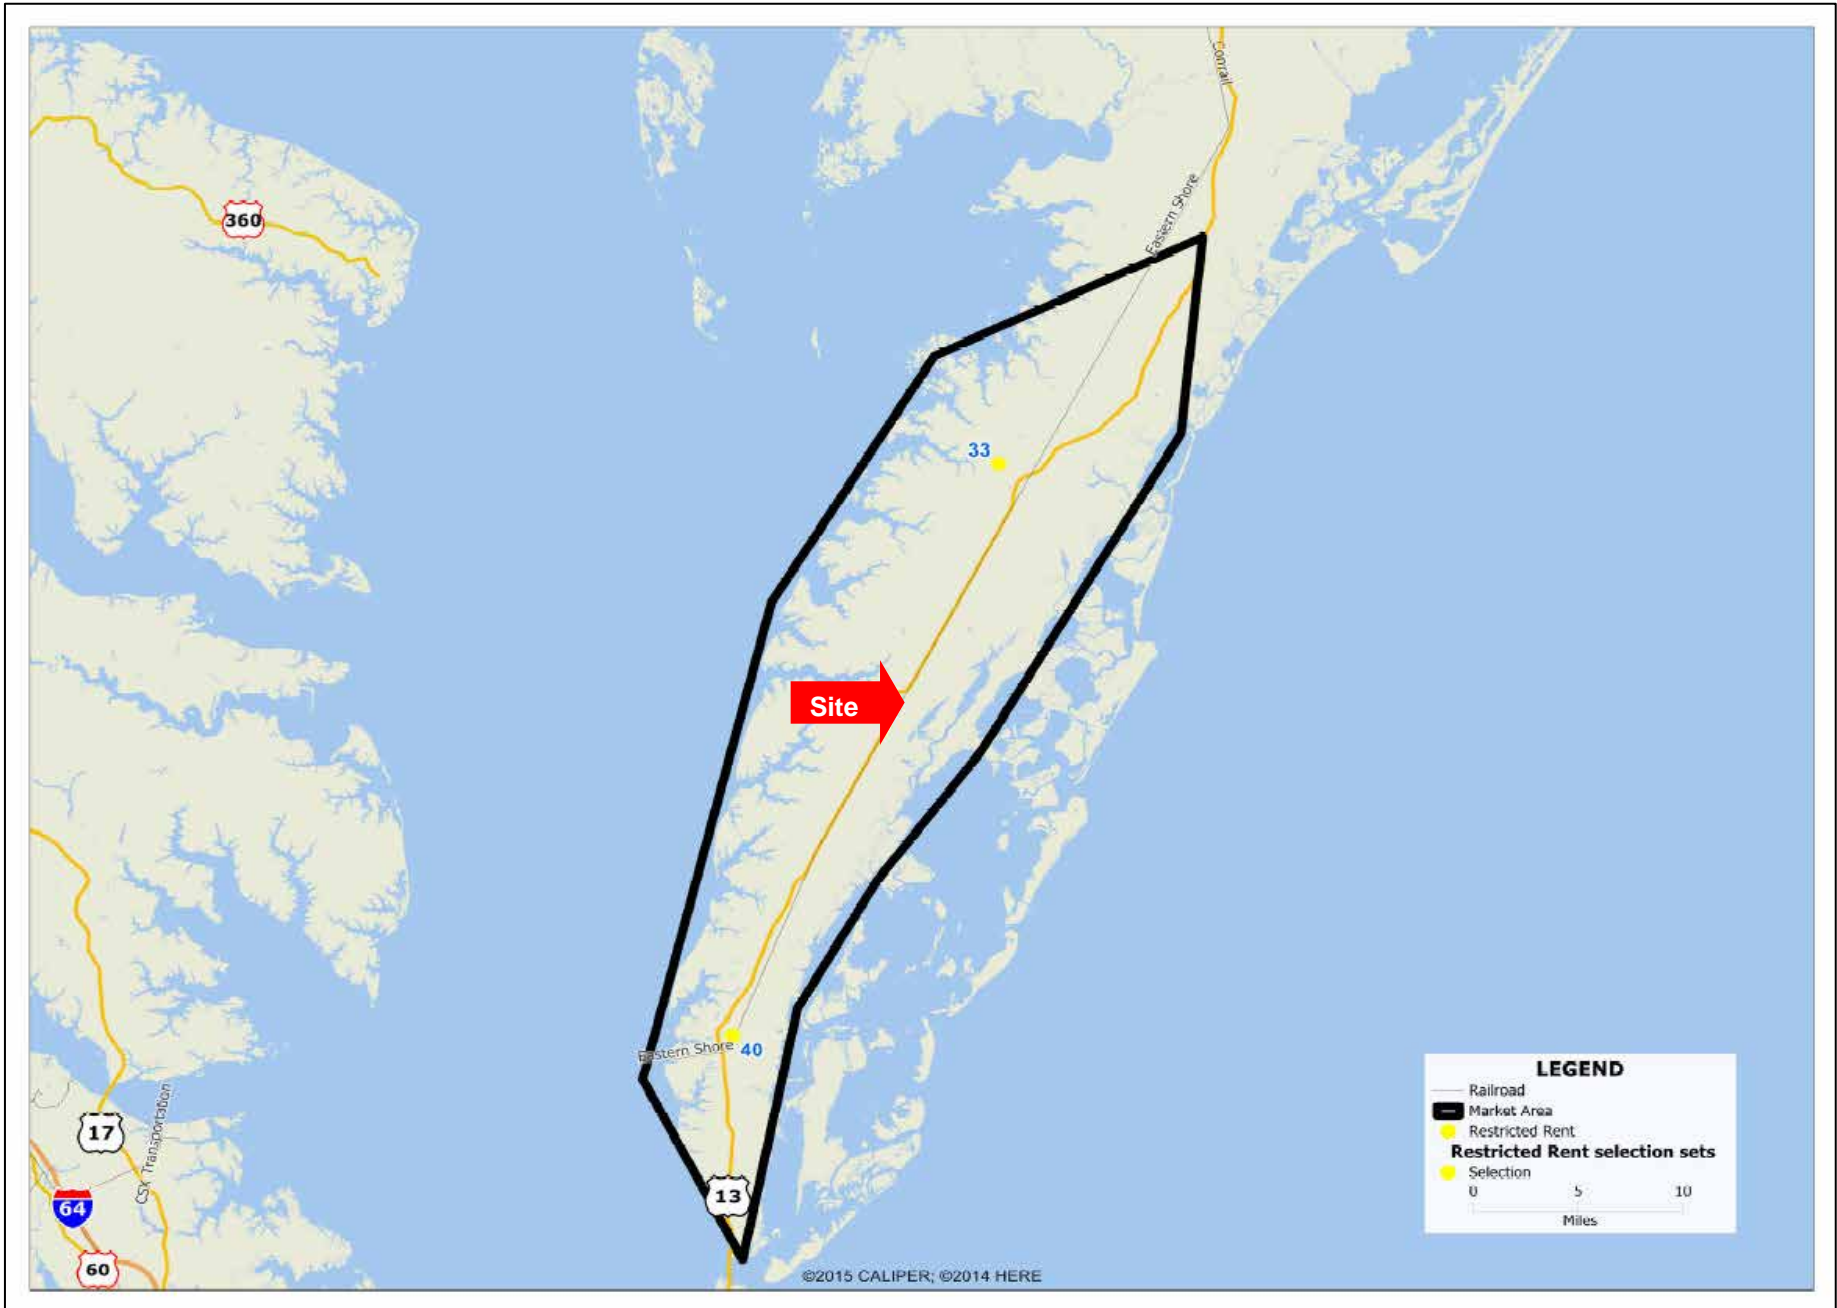 Conrail
Eastern Shore
360
33
Site
Eastern Shore
40
17
CSX Transportation
13
64
60
LEGEND
Railroad
Market Area
Restricted Rent
Restricted Rent selection sets
Selection
0 5 10
Miles
©2015 CALIPER; ©2014 HERE